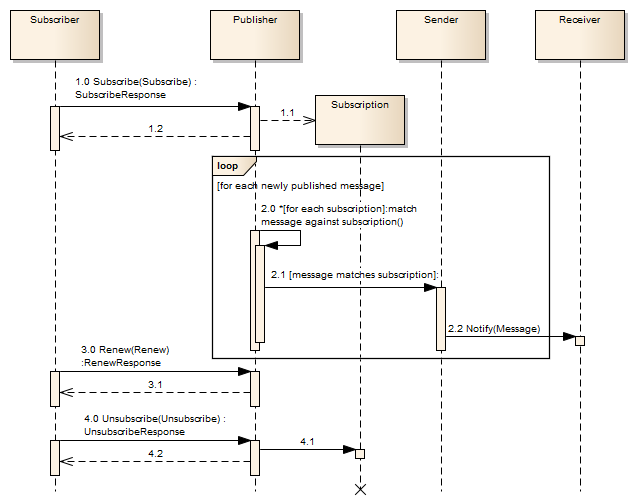 Subscriber
Publisher
Sender
Receiver
1.0 Subscribe(Subscribe) :
SubscribeResponse
1.1
Subscription
1.2
loop
[for each newly published message]
2.0 *[for each subscription]:match
message against subscription()
2.1 [message matches subscription]:
2.2 Notify(Message)
3.0 Renew(Renew)
:RenewResponse
3.1
4.0 Unsubscribe(Unsubscribe) :
UnsubscribeResponse
4.1
4.2